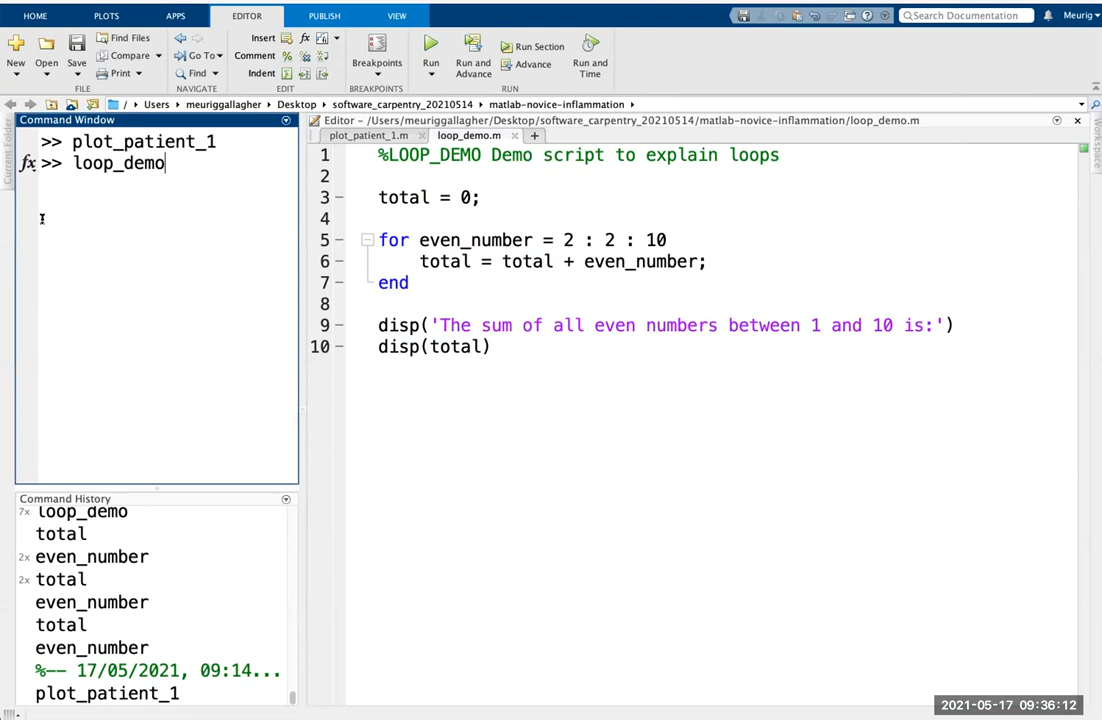 HOME PLOTS APPS EDITOR PUBLISH VIEW Search Documentation Meurig
New Open Save Find Files Compare Print Go To Find Insert fx Comment % Indent Breakpoints Run Run and Advance Run Section Advance Run and Time
FILE NAVIGATE EDIT BREAKPOINTS RUN
/ Users meuriggallagher Desktop software_carpentry_20210514 matlab-novice-inflammation
Current Folder
Command Window
>> plot_patient_1
fx >> loop_demo
Command History
7x loop_demo
total
2x even_number
2x total
even_number
total
even_number
%-- 17/05/2021, 09:14...
plot_patient_1
Editor – /Users/meuriggallagher/Desktop/software_carpentry_20210514/matlab-novice-inflammation/loop_demo.m
plot_patient_1.m loop_demo.m
1 %LOOP_DEMO Demo script to explain loops
2
3 total = 0;
4
5 for even_number = 2 : 2 : 10
6 total = total + even_number;
7 end
8
9 disp('The sum of all even numbers between 1 and 10 is:')
10 disp(total)
Workspace
2021-05-17 09:36:12